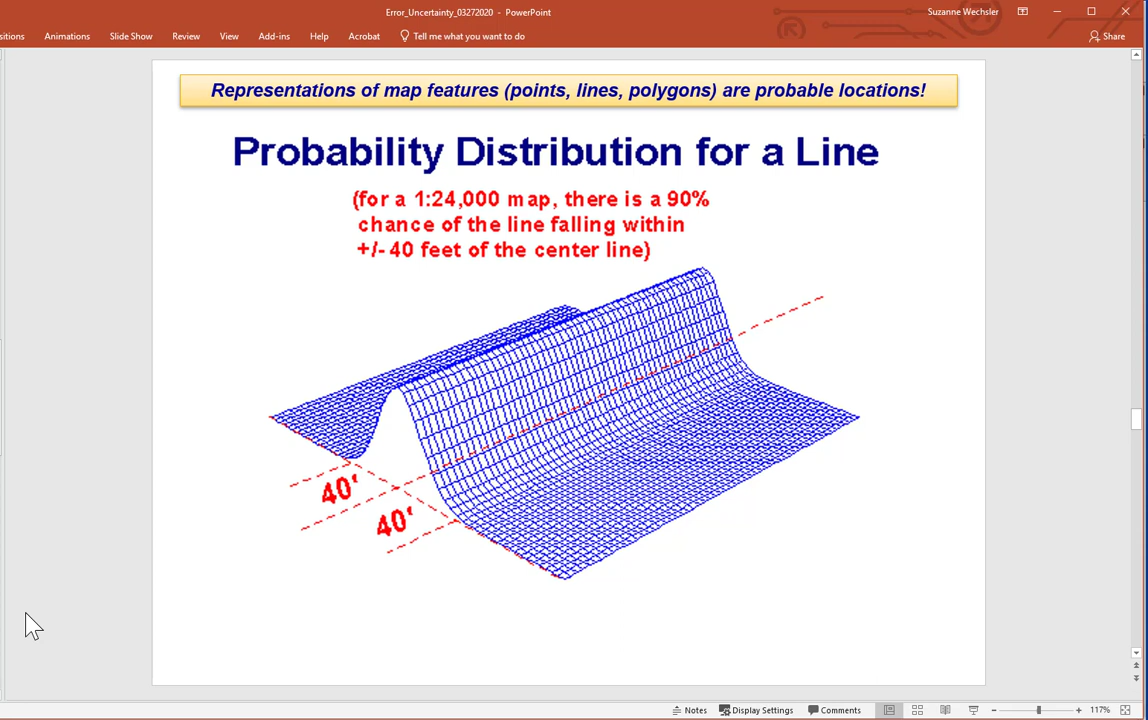 Error_Uncertainty_03272020 - PowerPoint
Suzanne Wechsler
sitions Animations Slide Show Review View Add-ins Help Acrobat Tell me what you want to do Share
Representations of map features (points, lines, polygons) are probable locations!
Probability Distribution for a Line
(for a 1:24,000 map, there is a 90%
chance of the line falling within
+/- 40 feet of the center line)
40'
40'
Notes Display Settings Comments 117%